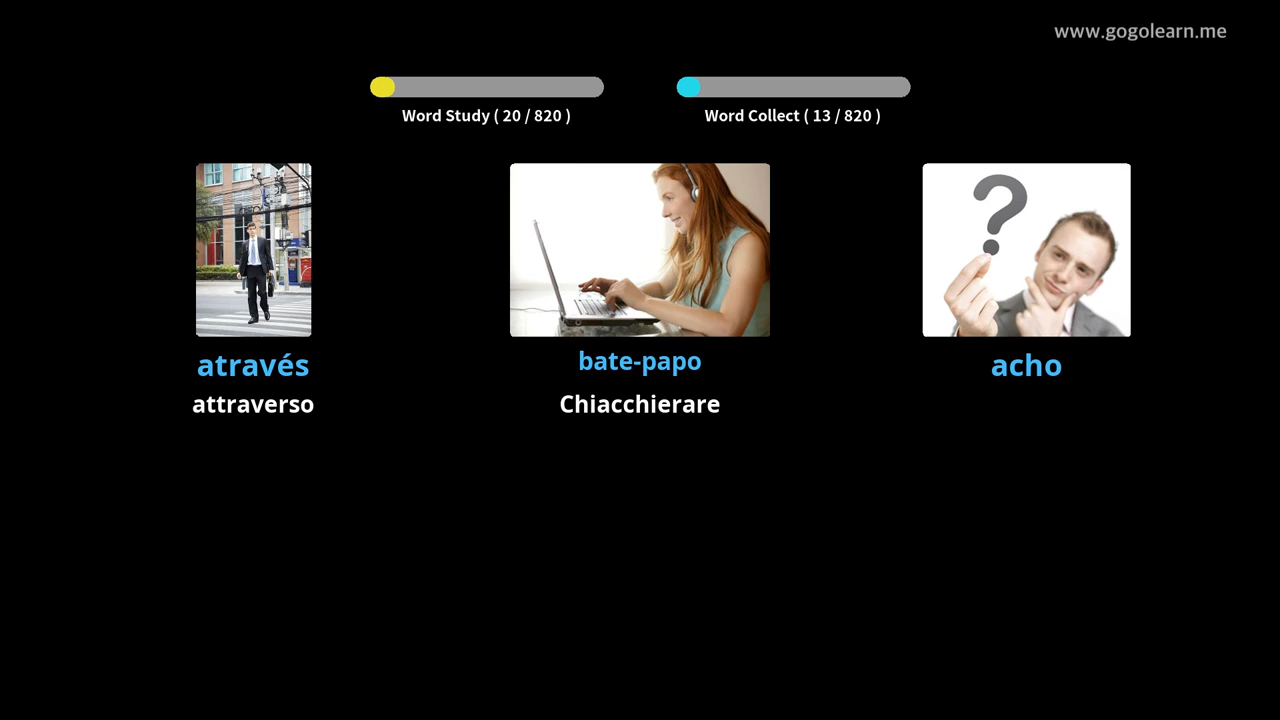 www.gogolearn.me
Word Study ( 20 / 820 )
Word Collect ( 13 / 820 )
através
bate-papo
acho
attraverso
Chiacchierare